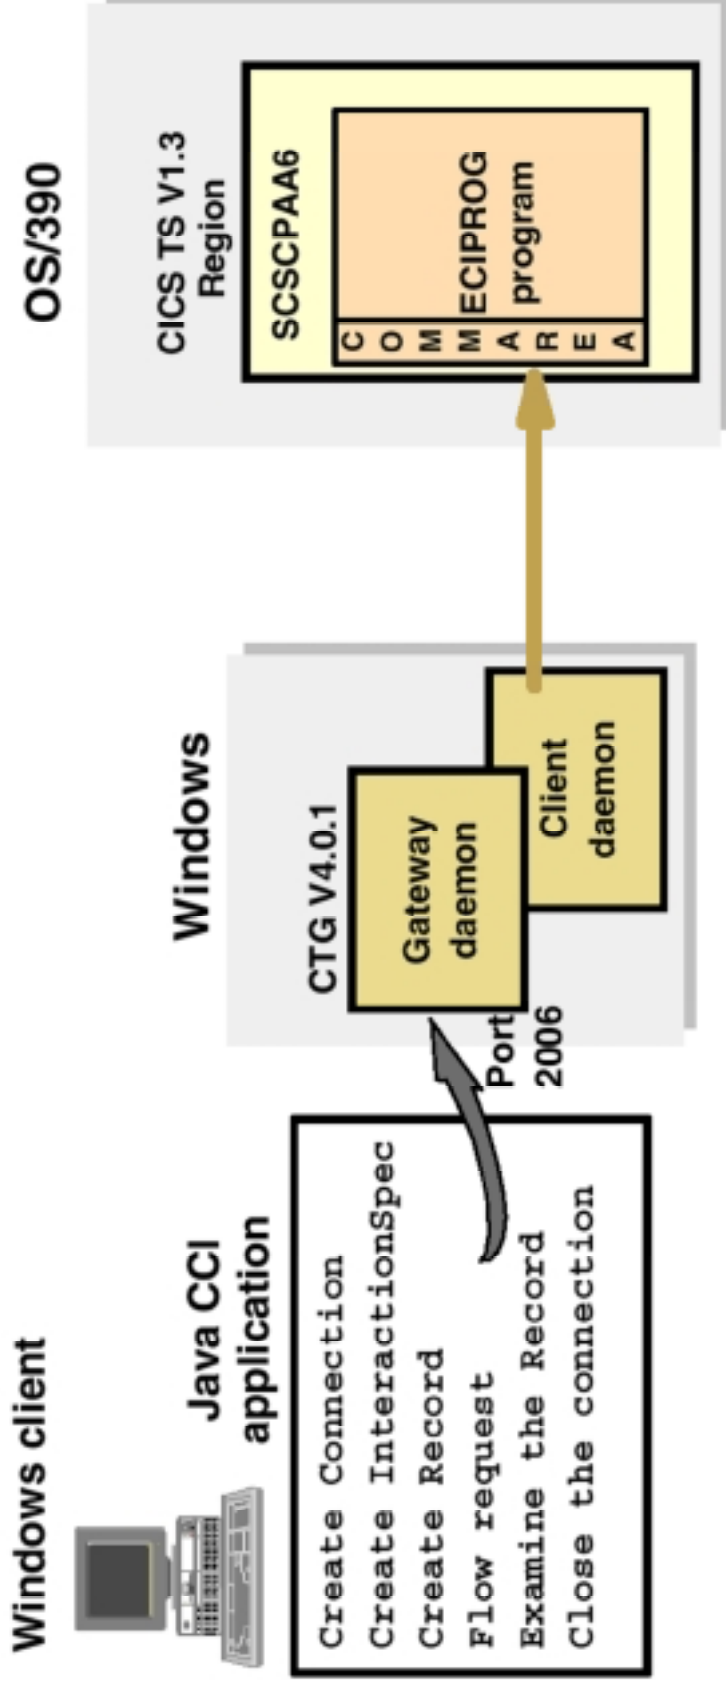 Windows client
Java CCI
application
Create Connection
Create InteractionSpec
Create Record
Flow request
Examine the Record
Close the connection
Windows
CTG V4.0.1
Gateway
daemon
Port
2006
Client
daemon
OS/390
CICS TS V1.3
Region
SCSCPAA6
C
O
M
M
A
R
E
A
ECIPROG
program